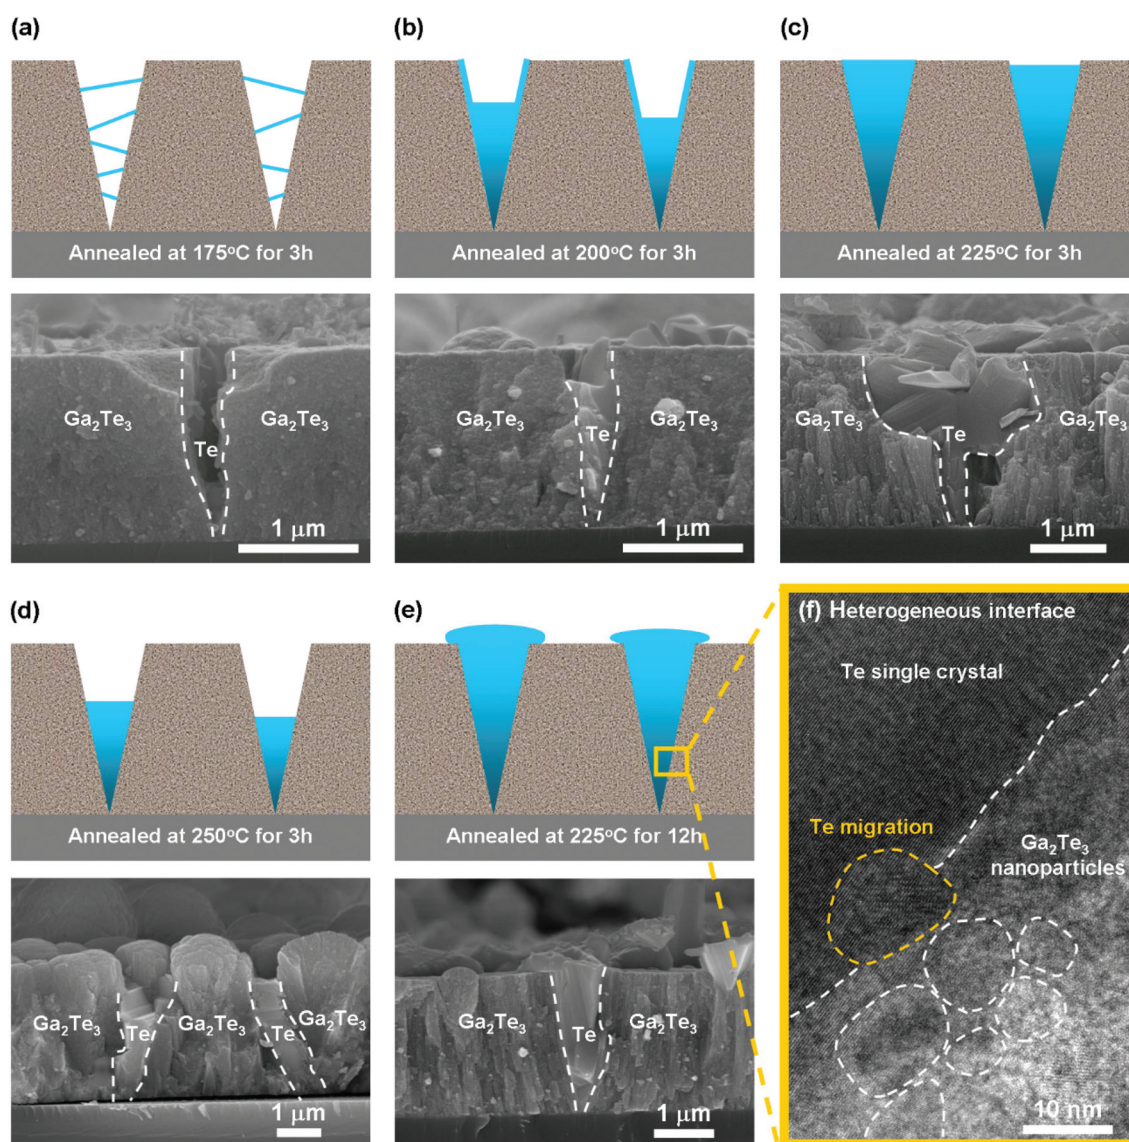 (a)
(b)
(c)
Annealed at 175°C for 3h
Annealed at 200°C for 3h
Annealed at 225°C for 3h
Ga₂Te₃
Te
Ga₂Te₃
1 μm
Ga₂Te₃
Te
Ga₂Te₃
1 μm
Ga₂Te₃
Te
Ga₂Te₃
1 μm
(d)
(e)
(f) Heterogeneous interface
Te single crystal
Te migration
Ga₂Te₃
nanoparticles
10 nm
Annealed at 250°C for 3h
Annealed at 225°C for 12h
Ga₂Te₃
Te
Ga₂Te₃
Te
Ga₂Te₃
1 μm
Ga₂Te₃
Te
Ga₂Te₃
1 μm